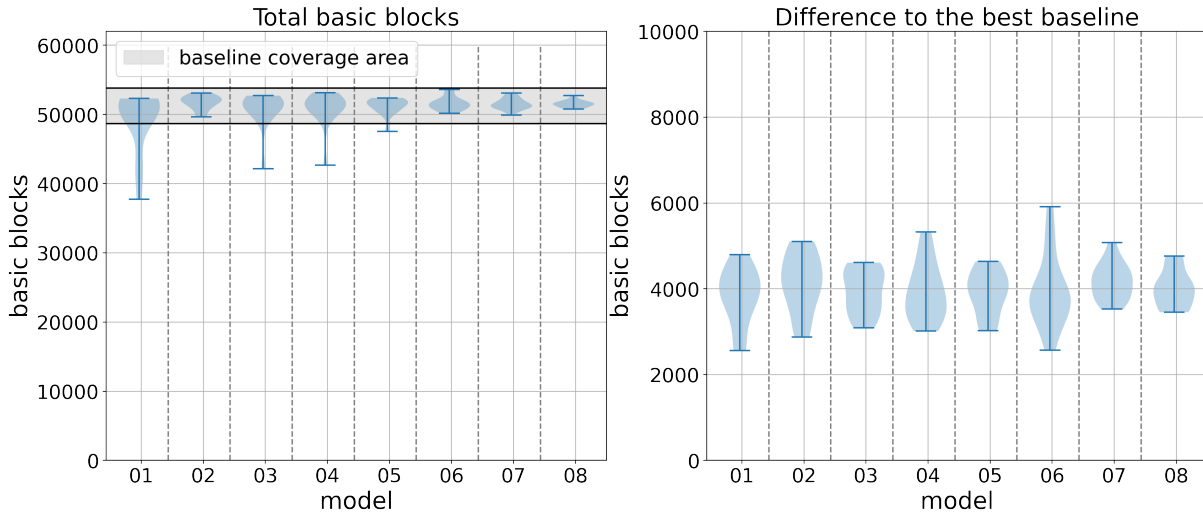 Total basic blocks
baseline coverage area
60000
50000
40000
30000
20000
10000
0
basic blocks
01 02 03 04 05 06 07 08
model
Difference to the best baseline
10000
8000
6000
4000
2000
0
basic blocks
01 02 03 04 05 06 07 08
model